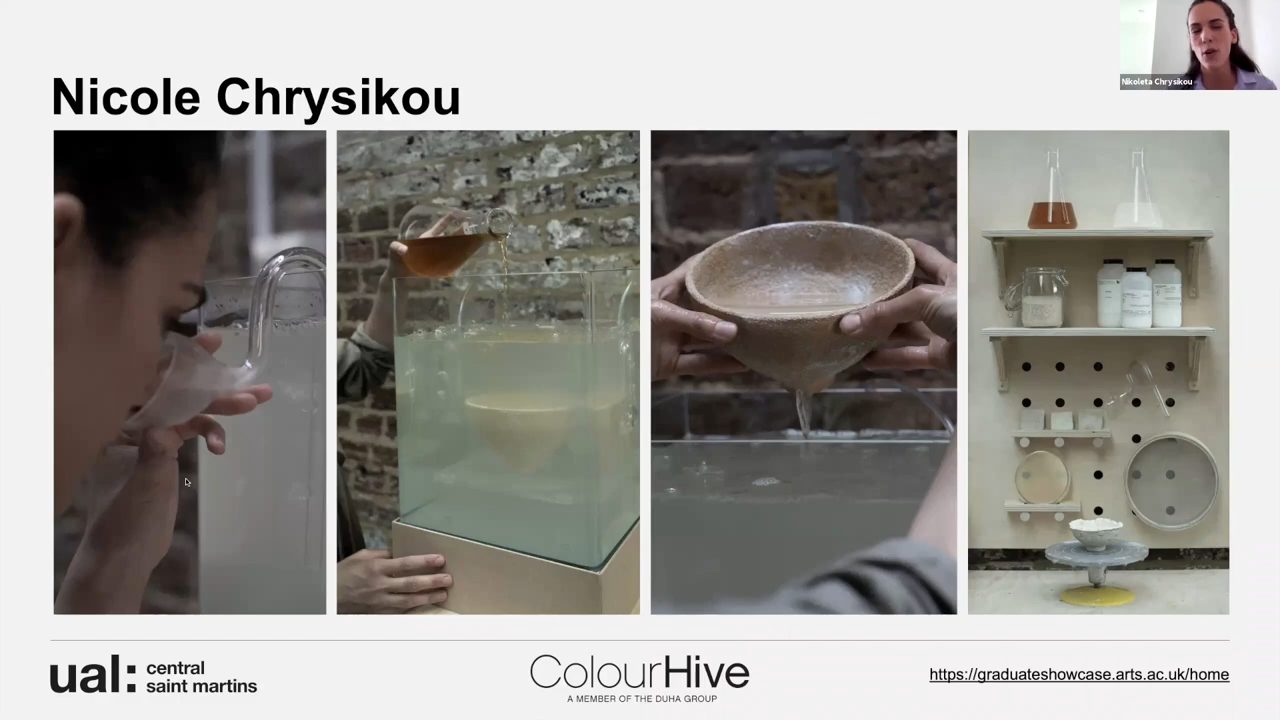 Nikoleta Chrysikou
Nicole Chrysikou
ual: central
saint martins
ColourHive
A MEMBER OF THE DUHA GROUP
https://graduateshowcase.arts.ac.uk/home